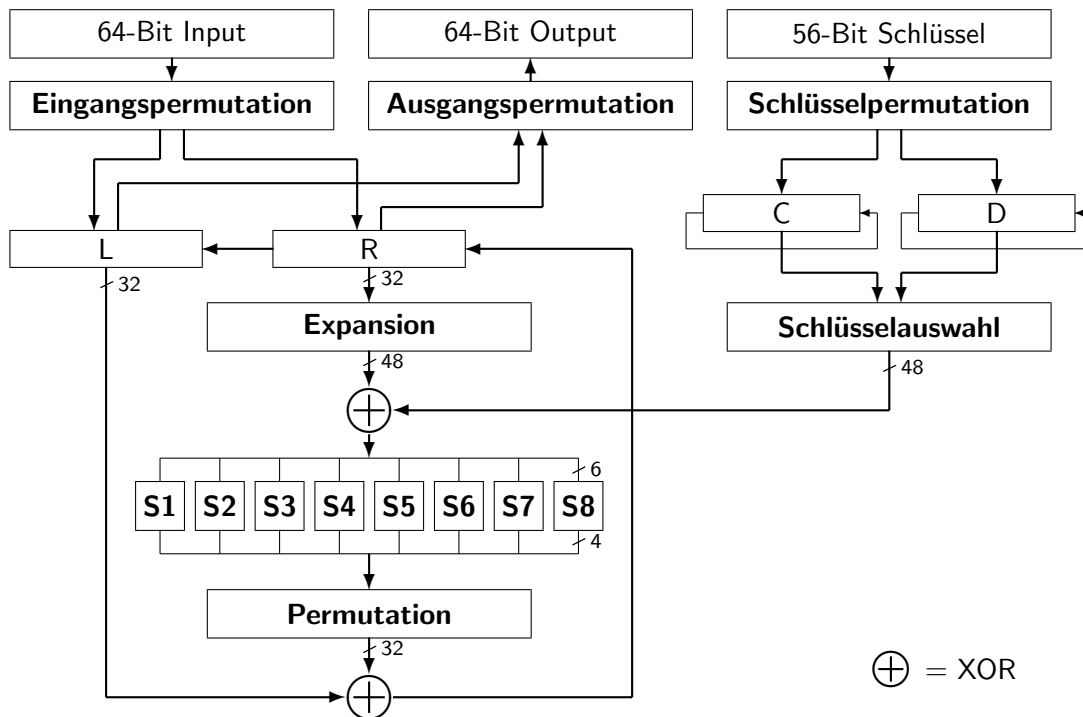 64-Bit Input
64-Bit Output
56-Bit Schlüssel
Eingangspermutation
Ausgangspermutation
Schlüsselpermutation
C
D
L
R
32
32
Expansion
Schlüsselauswahl
48
48
6
S1 S2 S3 S4 S5 S6 S7 S8
4
Permutation
32
= XOR